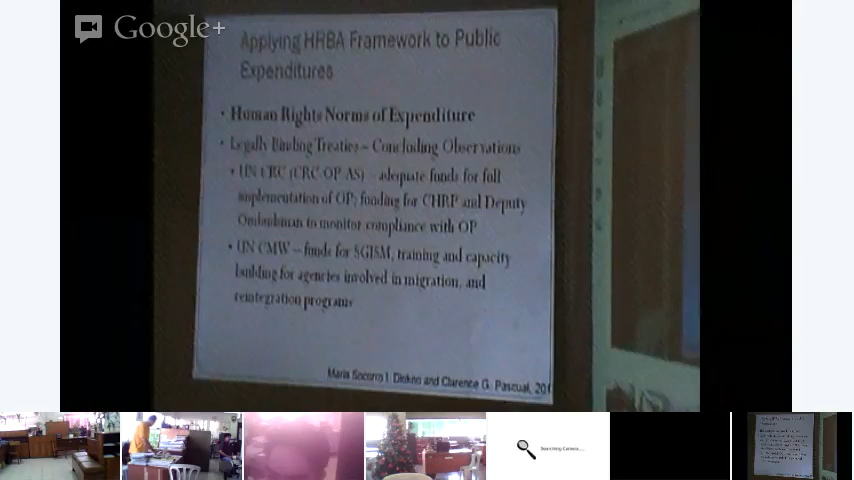 Google+
Applying HRBA Framework to Public
Expenditures
• Human Rights Norms of Expenditure
• Legally Binding Treaties – Concluding Observations
• UN CRC (CRC-OP-AS) – adequate funds for full
implementation of OP; funding for CHRP and Deputy
Ombudsman to monitor compliance with OP
• UN CMW – funds for SGISM, training and capacity
building for agencies involved in migration, and
reintegration programs
Maria Socorro I. Diokno and Clarence G. Pascual, 201
Searching Camera....